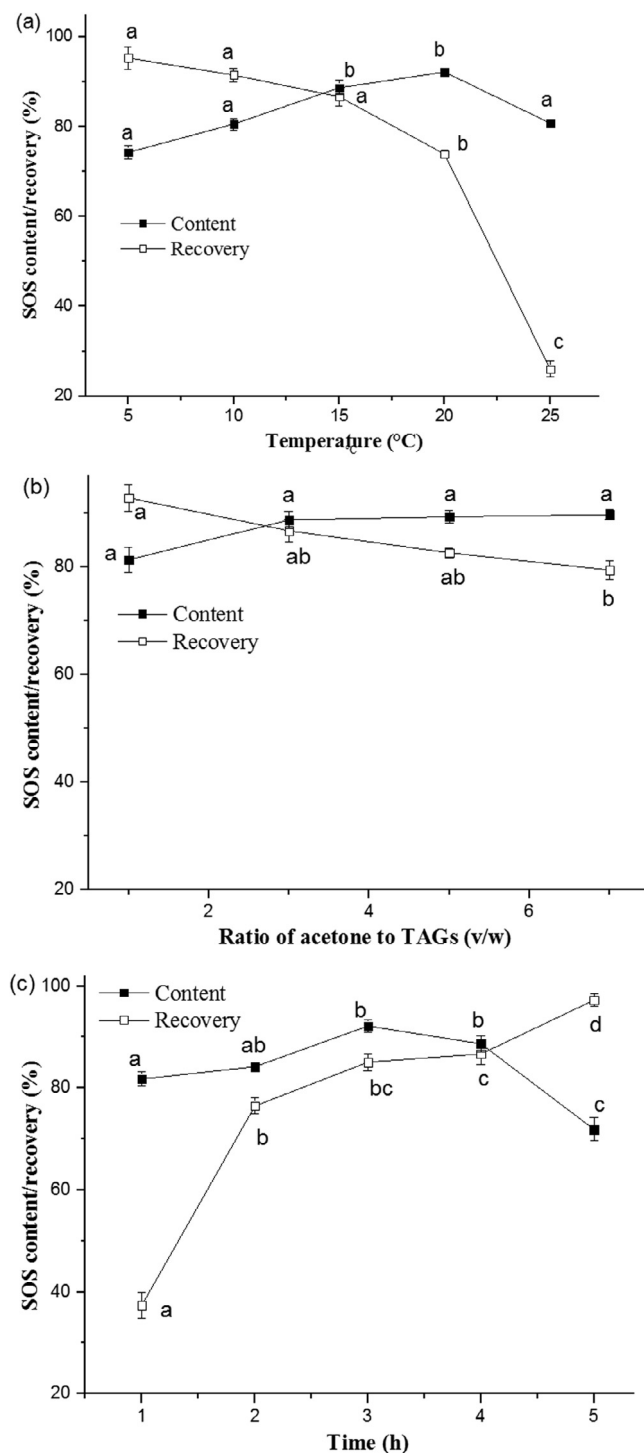 (a)
100
80
60
40
20
SOS content/recovery (%)
a a b b a
a a a b c
Content
Recovery
5 10 15 20 25
Temperature (°C)
°C
(b)
80
60
40
20
SOS content/recovery (%)
a a a a
a ab ab b
Content
Recovery
2 4 6
Ratio of acetone to TAGs (v/w)
(c)
100
80
60
40
20
SOS content/recovery (%)
Content
Recovery
a ab b b c
a b bc c d
1 2 3 4 5
Time (h)